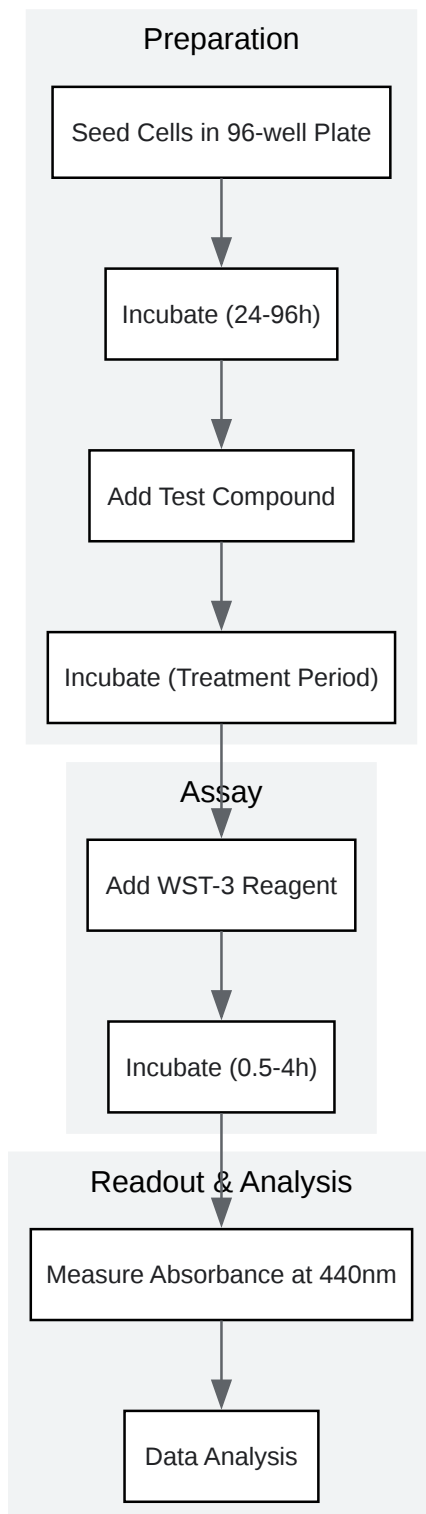 Preparation
Seed Cells in 96-well Plate
Incubate (24-96h)
Add Test Compound
Incubate (Treatment Period)
Assay
Add WST-3 Reagent
Incubate (0.5-4h)
Readout & Analysis
Measure Absorbance at 440nm
Data Analysis